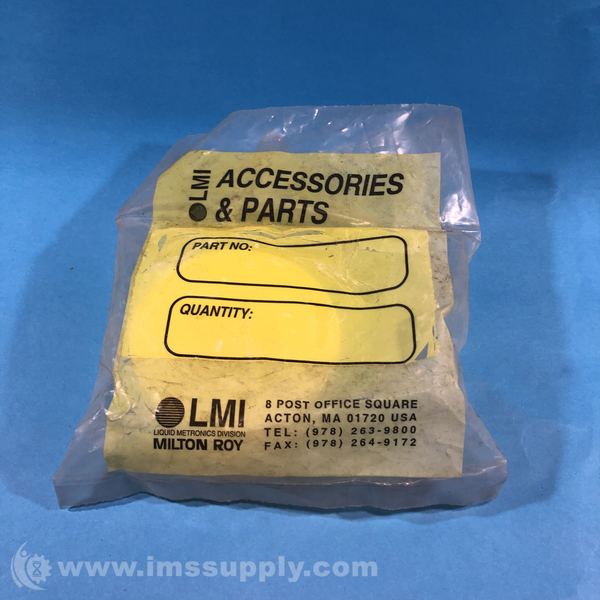 LMI ACCESSORIES
& PARTS
PART NO:
QUANTITY:
LMI
LIQUID METRONICS DIVISION
MILTON ROY
8 POST OFFICE SQUARE
ACTON, MA 01720 USA
TEL: (978) 263-9800
FAX: (978) 264-9172
www.imssupply.com